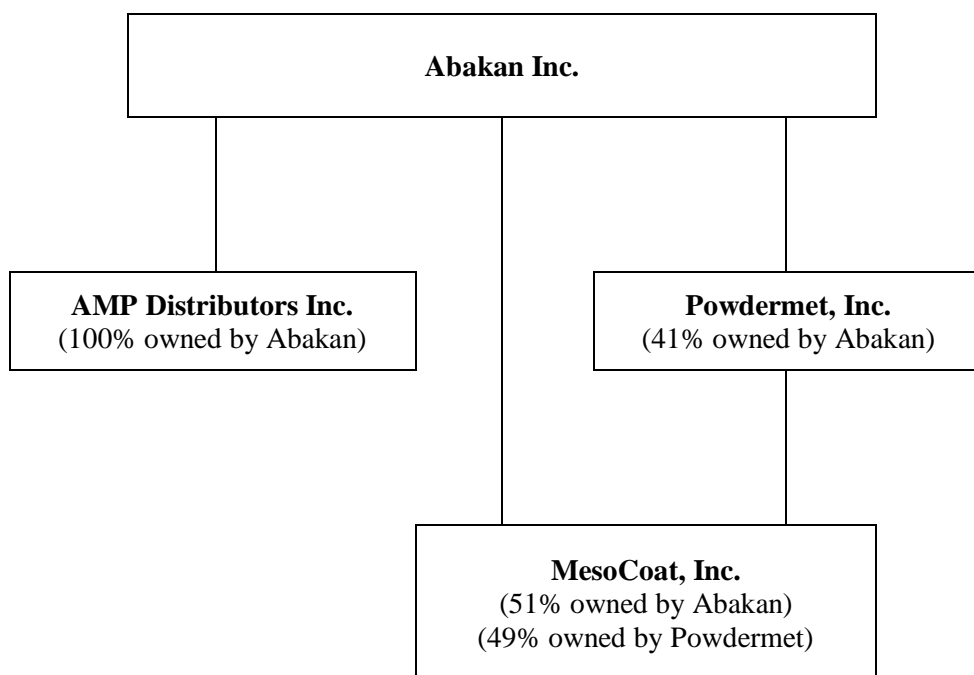 Abakan Inc.
AMP Distributors Inc.
(100% owned by Abakan)
Powdermet, Inc.
(41% owned by Abakan)
MesoCoat, Inc.
(51% owned by Abakan)
(49% owned by Powdermet)